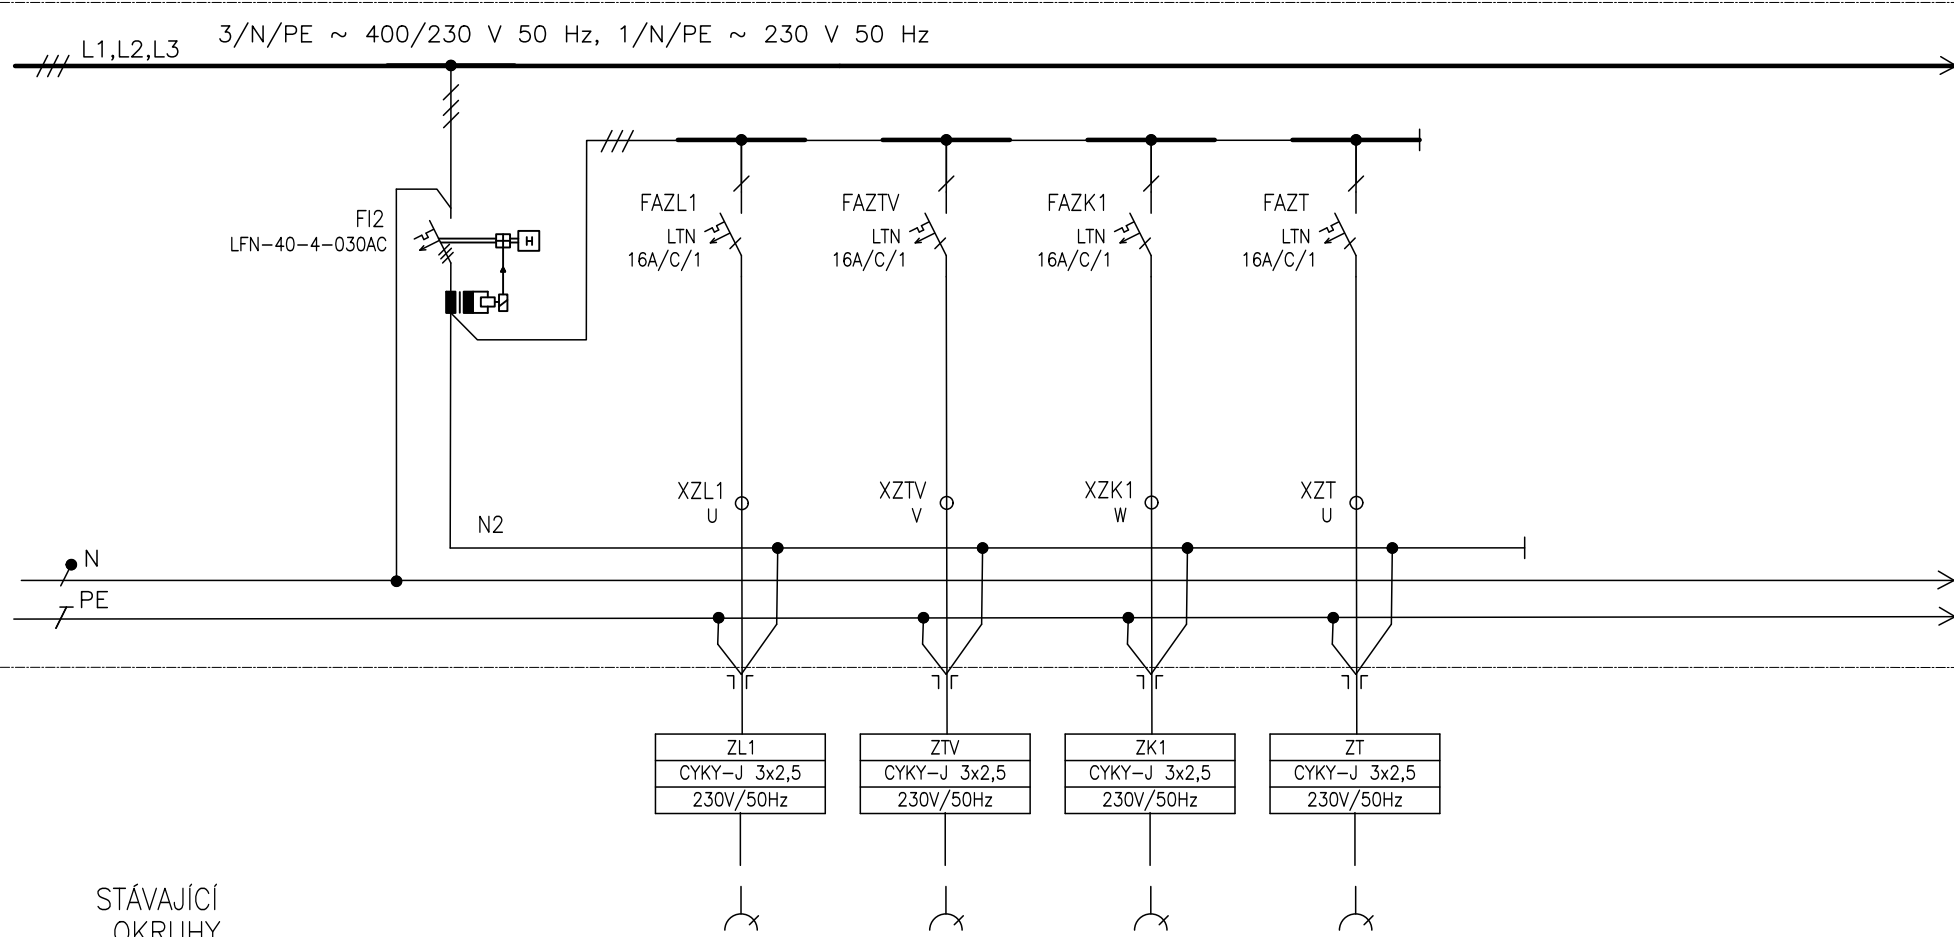 3/N/PE ~ 400/230 V 50 Hz, 1/N/PE ~ 230 V 50 Hz
L1,L2,L3
FI2
LFN-40-4-030AC
H
FAZL1
LTN
16A/C/1
FAZTV
LTN
16A/C/1
FAZK1
LTN
16A/C/1
FAZT
LTN
16A/C/1
XZL1
U
XZTV
V
XZK1
W
XZT
U
N2
N
PE
ZL1
CYKY-J 3x2,5
230V/50Hz
ZTV
CYKY-J 3x2,5
230V/50Hz
ZK1
CYKY-J 3x2,5
230V/50Hz
ZT
CYKY-J 3x2,5
230V/50Hz
STÁVAJÍCÍ
OKRUHY